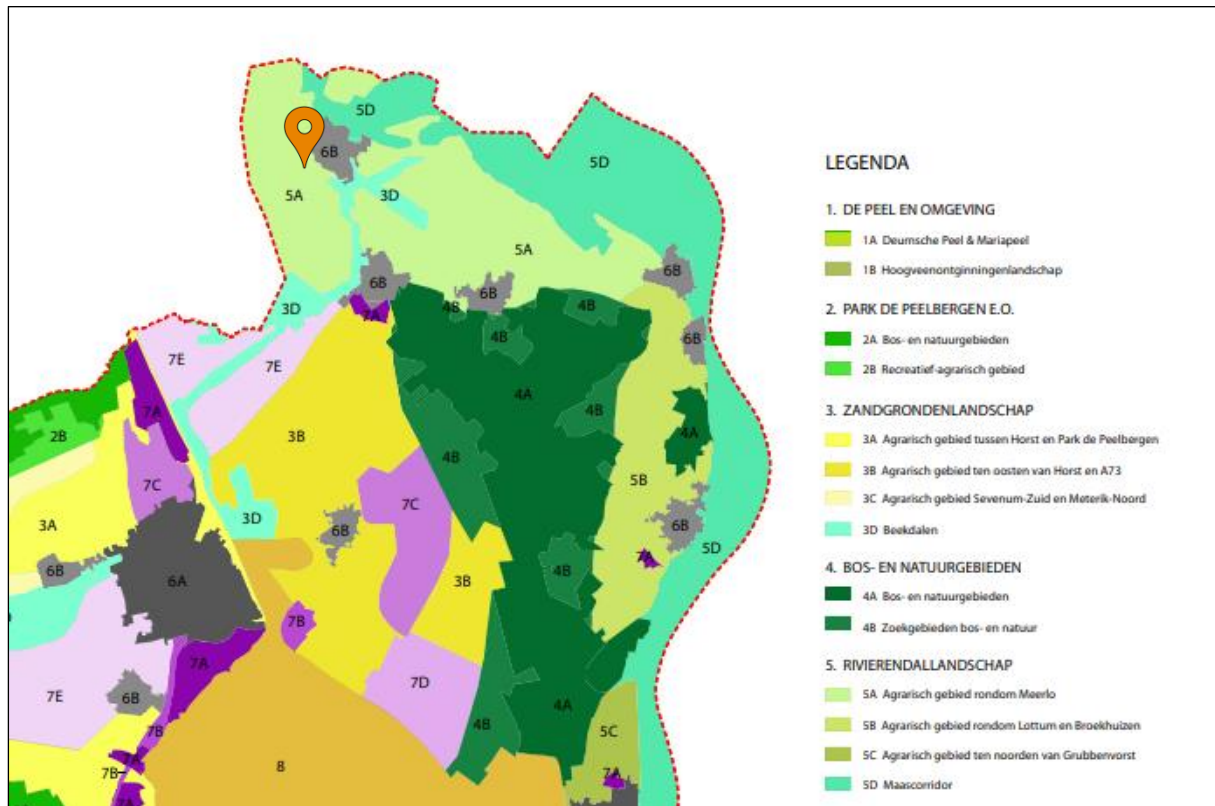 5D
6B
5D
5A
3D
5A
6B
6B
6B
3D
4B
4B
7A
4B
6B
7E
7E
4A
7A
2B
4B
4A
3B
4B
7C
7C
5B
3A
3D
6B
6B
5D
7A
6B
6A
4B
3B
7B
7A
7D
7E
6B
4A
4B
5C
7B
7A
7B
8
7A
7A
LEGENDA
1. DE PEEL EN OMGEVING
1A Deurnsche Peel & Mariapeel
1B Hoogveenontginningenlandschap
2. PARK DE PEELBERGEN E.O.
2A Bos- en natuurgebieden
2B Recreatief-agrarisch gebied
3. ZANDGRONDENLANDSCHAP
3A Agrarisch gebied tussen Horst en Park de Peelbergen
3B Agrarisch gebied ten oosten van Horst en A73
3C Agrarisch gebied Sevenum-Zuid en Meterik-Noord
3D Beekdalen
4. BOS- EN NATUURGEBIEDEN
4A Bos- en natuurgebieden
4B Zoekgebieden bos- en natuur
5. RIVIERENDALLANDSCHAP
5A Agrarisch gebied rondom Meerlo
5B Agrarisch gebied rondom Lottum en Broekhuizen
5C Agrarisch gebied ten noorden van Grubbenvorst
5D Maascorridor